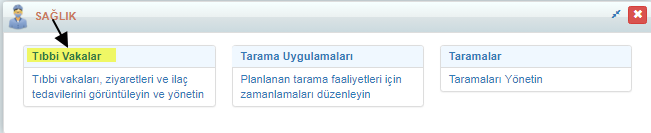 SAĞLIK
Tıbbi Vakalar
Tıbbi vakaları, ziyaretleri ve ilaç
tedavilerini görüntüleyin ve yönetin
Tarama Uygulamaları
Planlanan tarama faaliyetleri için
zamanlamaları düzenleyin
Taramalar
Taramaları Yönetin